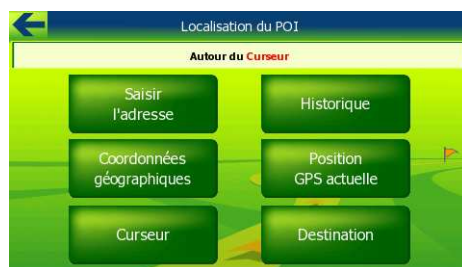 Localisation du POI
Autour du Curseur
Saisir
l'adresse
Historique
Coordonnées
géographiques
Position
GPS actuelle
Curseur
Destination